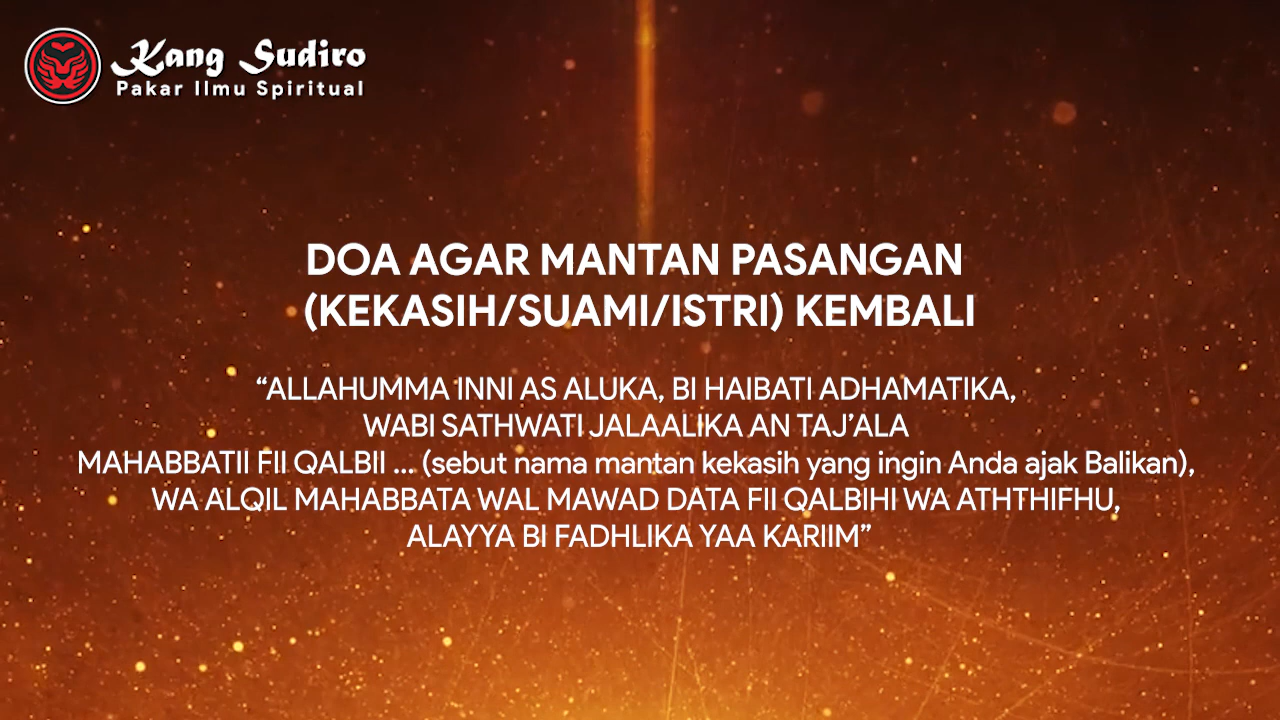 Kang Sudiro
Pakar Ilmu Spiritual
DOA AGAR MANTAN PASANGAN
(KEKASIH/SUAMI/ISTRI) KEMBALI
“ALLAHUMMA INNI AS ALUKA, BI HAIBATI ADHAMATIKA,
WABI SATHWATI JALAALIKA AN TAJ’ALA
MAHABBATII FII QALBII ... (sebut nama mantan kekasih yang ingin Anda ajak Balikan),
WA ALQIL MAHABBATA WAL MAWAD DATA FII QALBIHI WA ATHTHIFHU,
ALAYYA BI FADHLIKA YAA KARIIM”